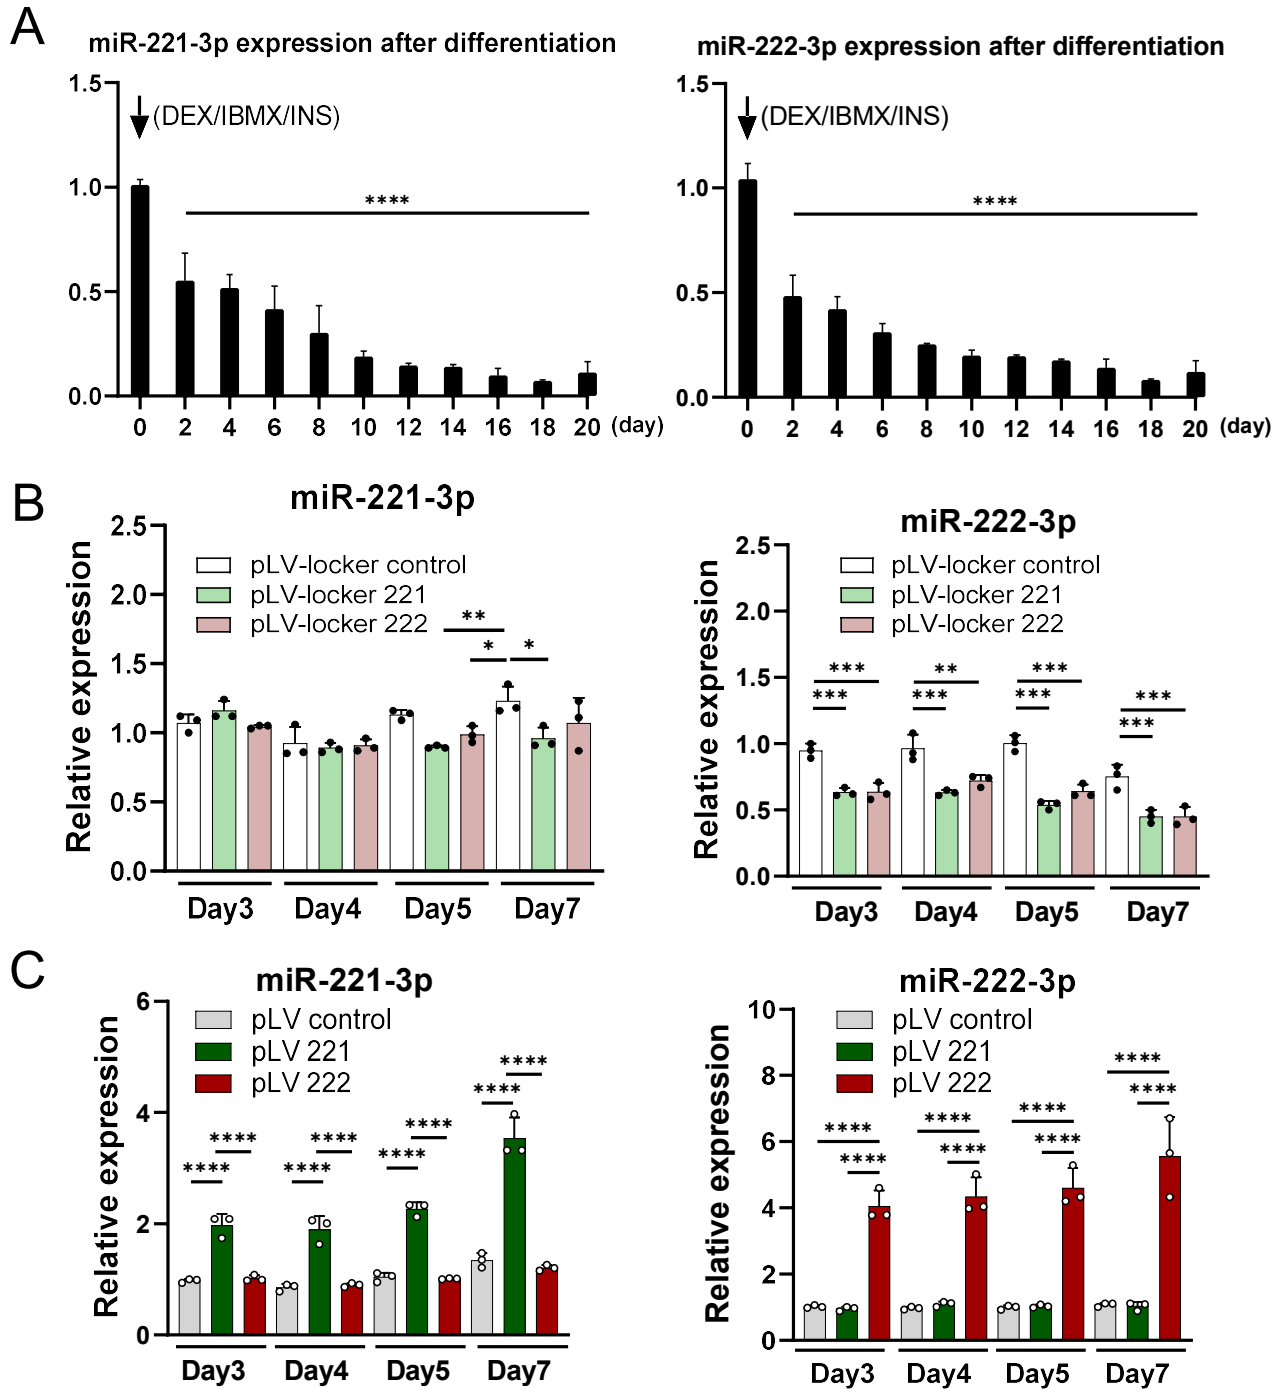 A
miR-221-3p expression after differentiation
1.5
1.0
0.5
0.0
(DEX/IBMX/INS)
****
0 2 4 6 8 10 12 14 16 18 20 (day)
miR-222-3p expression after differentiation
1.5
1.0
0.5
0.0
(DEX/IBMX/INS)
****
0 2 4 6 8 10 12 14 16 18 20 (day)
B
miR-221-3p
Relative expression
2.5
2.0
1.5
1.0
0.5
0.0
pLV-locker control
pLV-locker 221
pLV-locker 222
**
* *
Day3 Day4 Day5 Day7
miR-222-3p
Relative expression
2.5
2.0
1.5
1.0
0.5
0.0
pLV-locker control
pLV-locker 221
pLV-locker 222
*** ** *** ***
*** *** *** ***
Day3 Day4 Day5 Day7
C
miR-221-3p
Relative expression
6
4
2
0
pLV control
pLV 221
pLV 222
**** **** **** ****
**** **** **** ****
Day3 Day4 Day5 Day7
miR-222-3p
Relative expression
10
8
6
4
2
0
pLV control
pLV 221
pLV 222
**** **** **** ****
**** **** **** ****
Day3 Day4 Day5 Day7